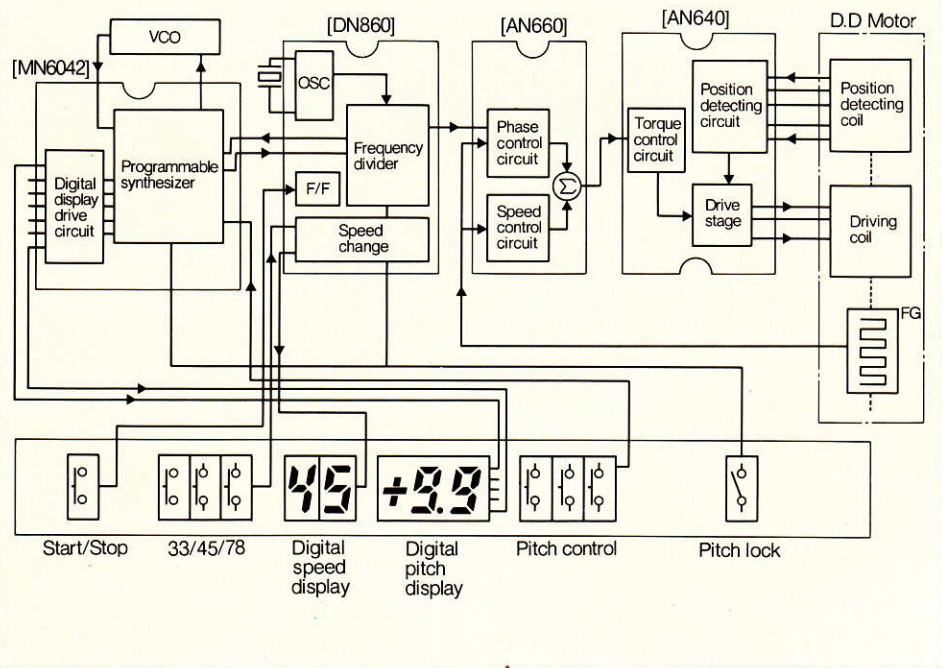 [DN860]
[AN660]
[AN640]
D.D Motor
VCO
[MN6042]
OSC
Programmable
synthesizer
Frequency
divider
Phase
control
circuit
Torque
control
circuit
Position
detecting
circuit
Position
detecting
coil
Digital
display
drive
circuit
F/F
Σ
Speed
change
Speed
control
circuit
Drive
stage
Driving
coil
FG
45
+9.9
Start/Stop
33/45/78
Digital
speed
display
Digital
pitch
display
Pitch control
Pitch lock